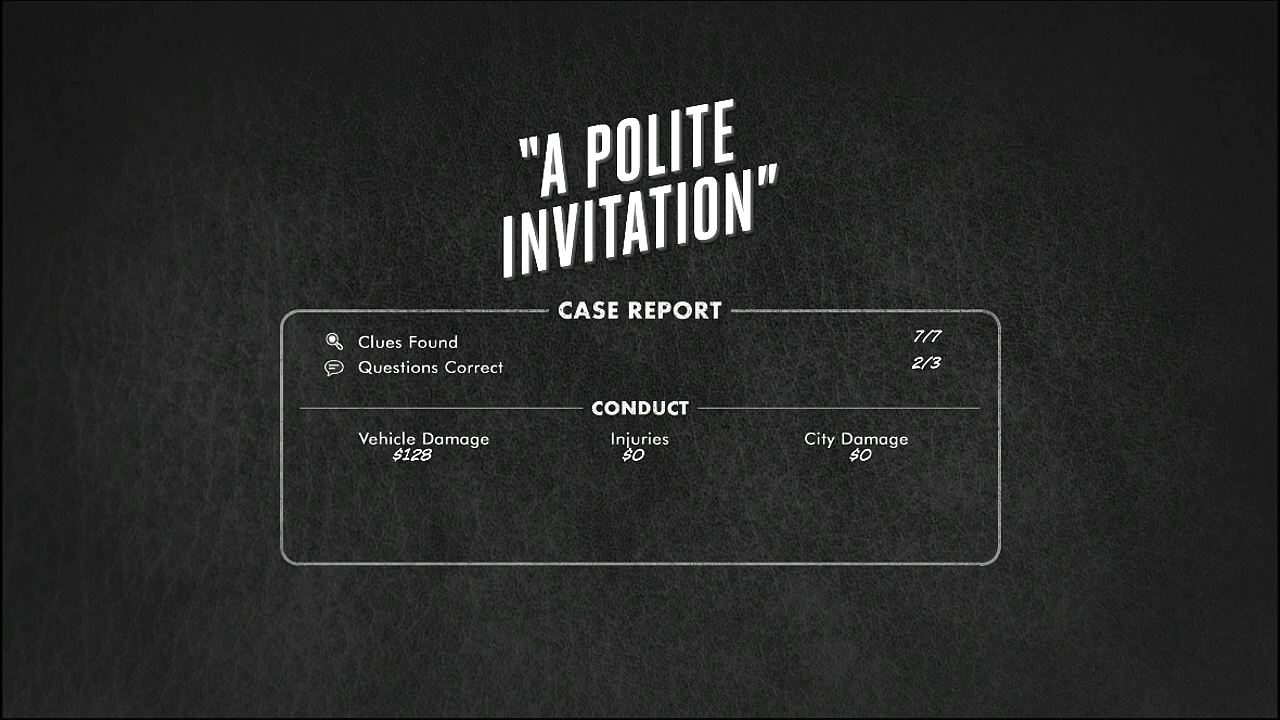 "A POLITE
INVITATION"
CASE REPORT
Clues Found 7/7
Questions Correct 2/3
CONDUCT
Vehicle Damage Injuries City Damage
$128 $0 $0